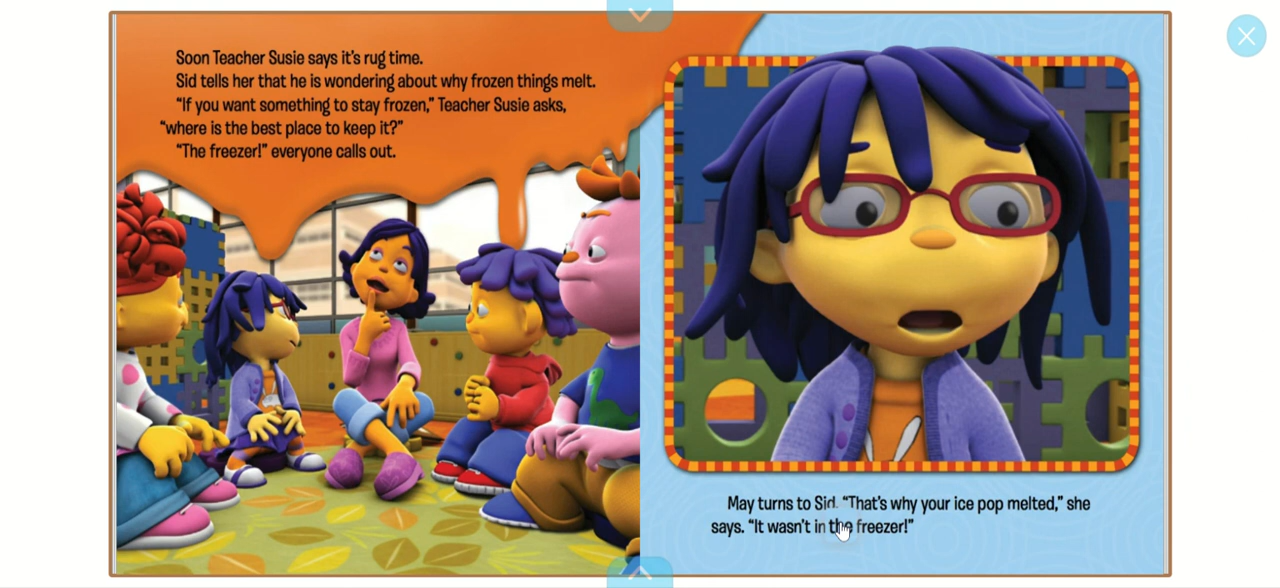 Soon Teacher Susie says it's rug time.
Sid tells her that he is wondering about why frozen things melt.
“If you want something to stay frozen,” Teacher Susie asks,
“where is the best place to keep it?”
“The freezer!” everyone calls out.
May turns to Sid. “That's why your ice pop melted,” she
says. “It wasn't in the freezer!”